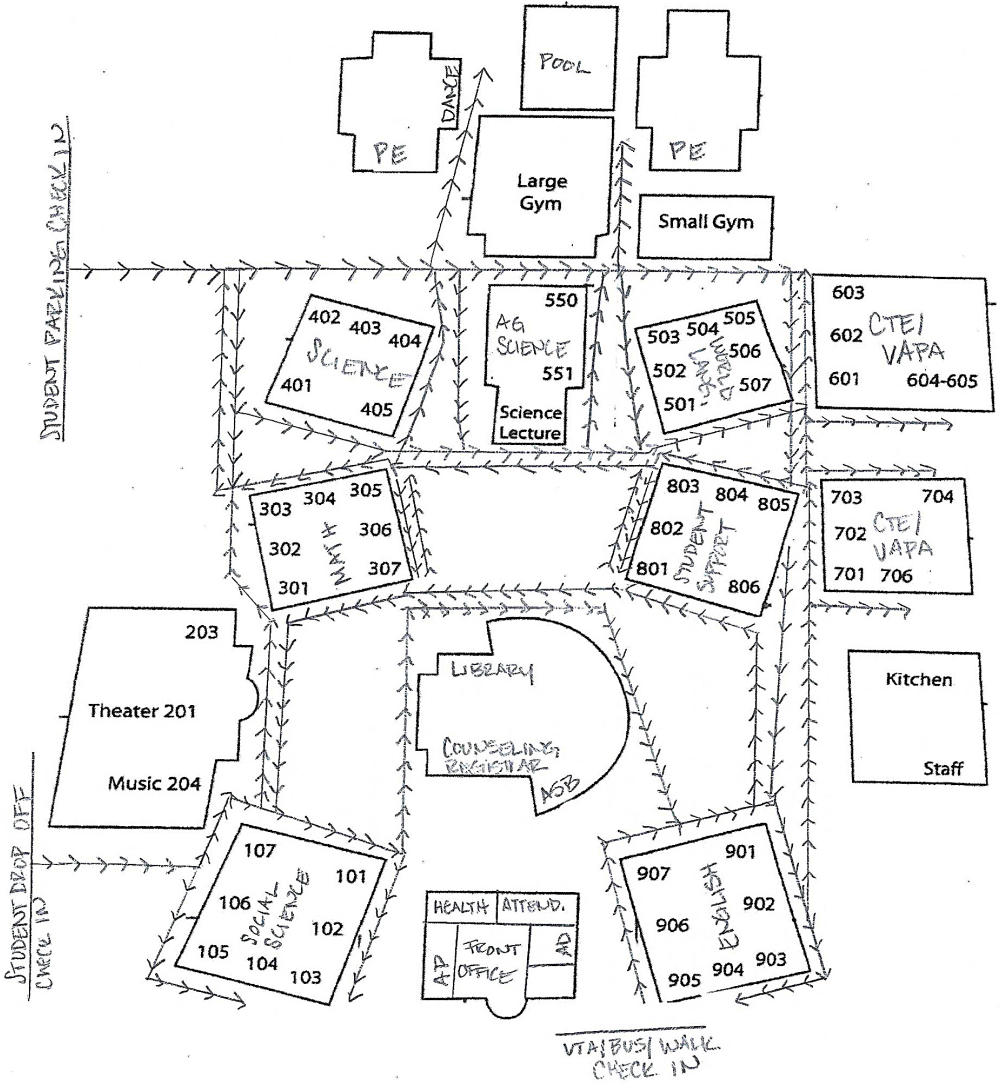 POOL
DANCE
PE
PE
Large
Gym
Small Gym
STUDENT PARKING CHECK IN
402 403 404
SCIENCE
401
405
550
AG
SCIENCE
551
Science
Lecture
503 504 505
506
502
507
501
WORLD
LANG.
603
602 CTE/
VAPA
601 604-605
303 304 305
306
302
MATH
307
301
803 804 805
802
STUDENT
SUPPORT
801
806
703 704
702 CTE/
VAPA
701 706
203
Theater 201
Music 204
LIBRARY
COUNSELING
REGISTRAR
ASB
Kitchen
Staff
STUDENT DROP OFF
CHECK IN
107
101
106
SOCIAL
SCIENCE
102
105
104
103
HEALTH ATTEND.
AP FRONT
OFFICE
AP
901
907
ENGLISH
902
906
903
904
905
VTA/BUS/WALK
CHECK IN